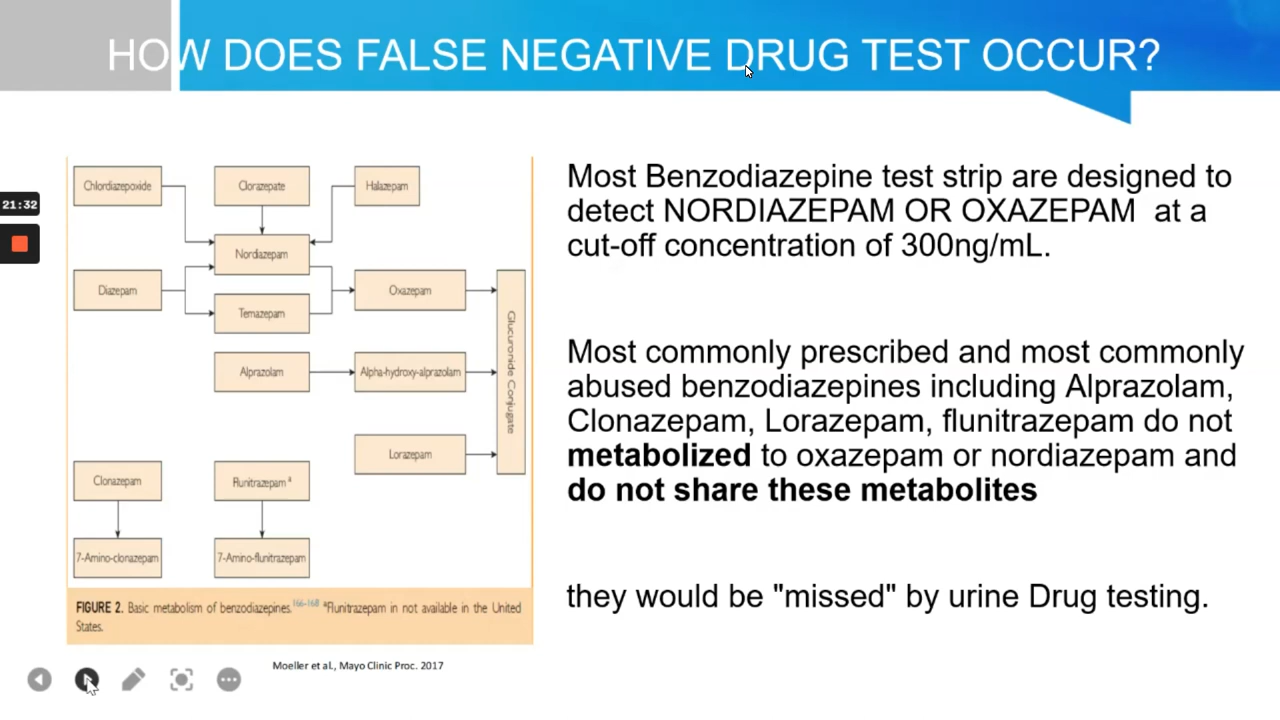 HOW DOES FALSE NEGATIVE DRUG TEST OCCUR?
21:32
Chlordiazepoxide
Clorazepate
Halazepam
Nordiazepam
Diazepam
Oxazepam
Temazepam
Alprazolam
Alpha-hydroxy-alprazolam
Glucuronide Conjugate
Lorazepam
Clonazepam
Flunitrazepam a
7-Amino-clonazepam
7-Amino-flunitrazepam
FIGURE 2. Basic metabolism of benzodiazepines.166-168 aFlunitrazepam in not available in the United
States.
Moeller et al., Mayo Clinic Proc. 2017
Most Benzodiazepine test strip are designed to
detect NORDIAZEPAM OR OXAZEPAM at a
cut-off concentration of 300ng/mL.
Most commonly prescribed and most commonly
abused benzodiazepines including Alprazolam,
Clonazepam, Lorazepam, flunitrazepam do not
metabolized to oxazepam or nordiazepam and
do not share these metabolites
they would be "missed" by urine Drug testing.